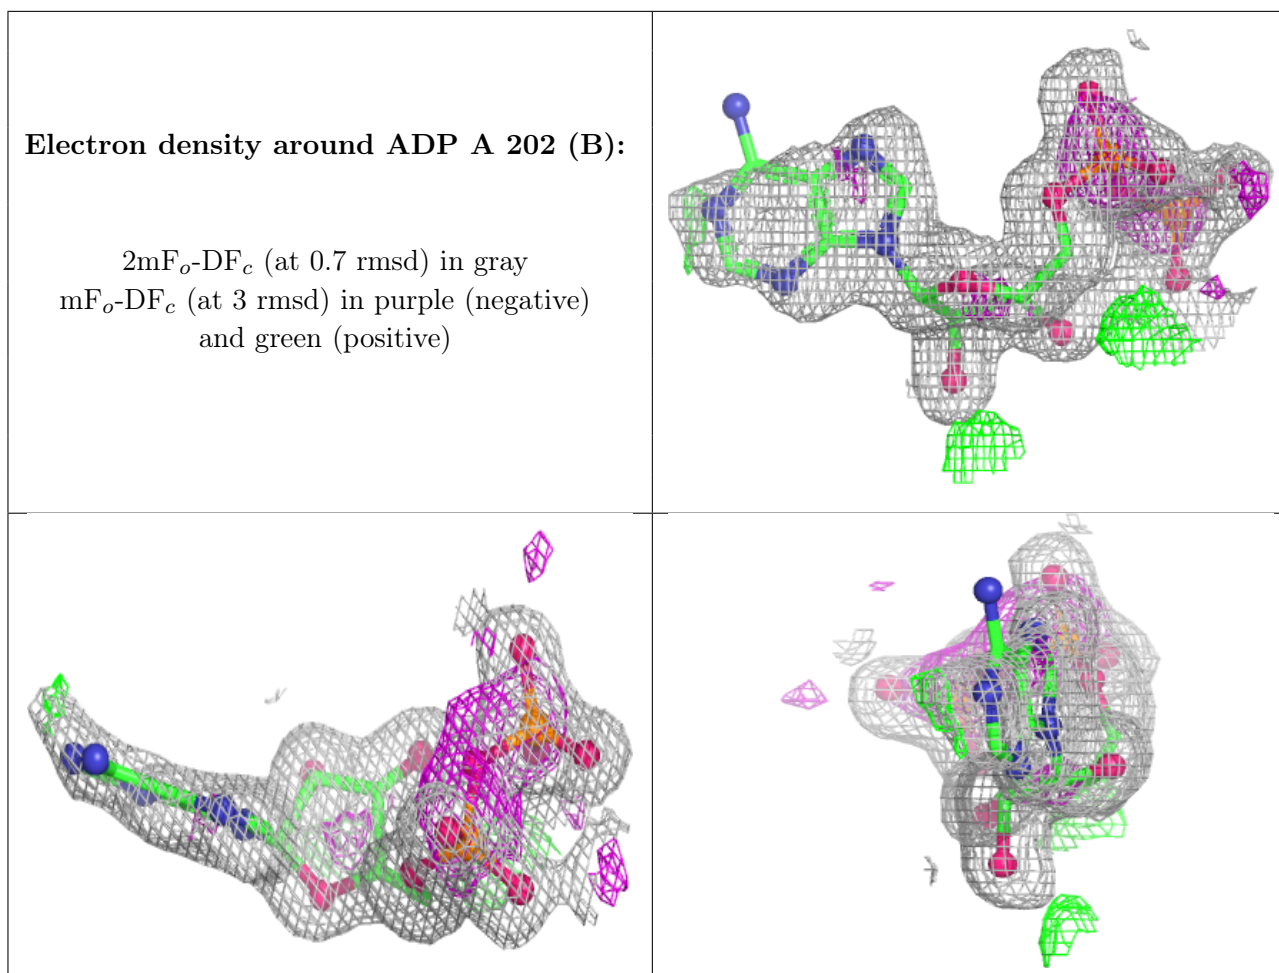 Electron density around ADP A 202 (B):
2mFo-DFc (at 0.7 rmsd) in gray
mFo-DFc (at 3 rmsd) in purple (negative)
and green (positive)